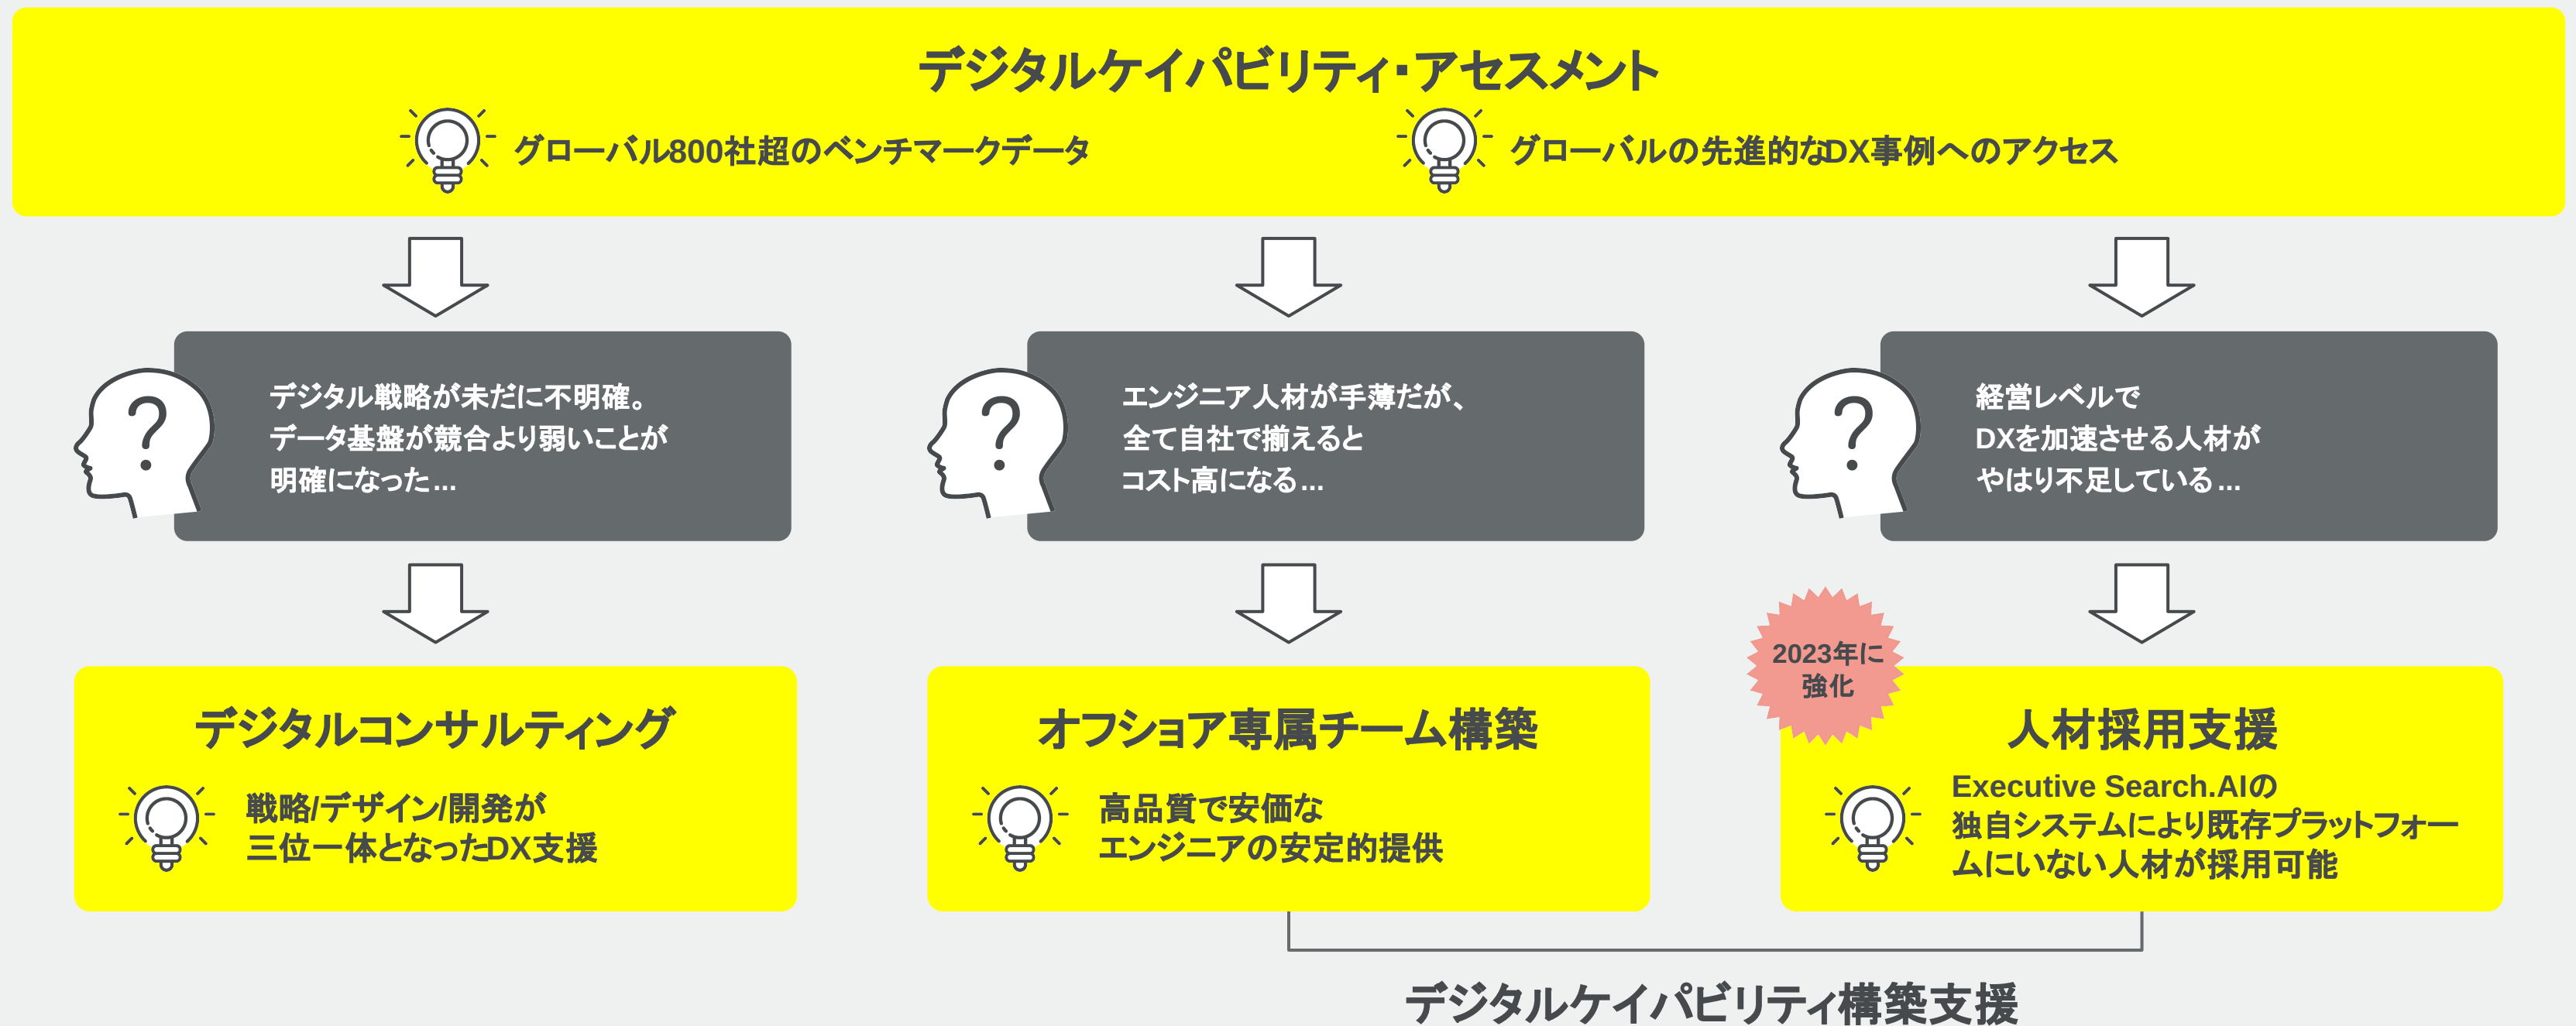 デジタルケイパビリティ・アセスメント
グローバル800社超のベンチマークデータ
グローバルの先進的なDX事例へのアクセス
デジタル戦略が未だに不明確。
データ基盤が競合より弱いことが
明確になった...
エンジニア人材が手薄だが、
全て自社で揃えると
コスト高になる...
経営レベルで
DXを加速させる人材が
やはり不足している...
デジタルコンサルティング
戦略/デザイン/開発が
三位一体となったDX支援
オフショア専属チーム構築
高品質で安価な
エンジニアの安定的提供
2023年に
強化
人材採用支援
Executive Search.AIの
独自システムにより既存プラットフォー
ムにいない人材が採用可能
デジタルケイパビリティ構築支援